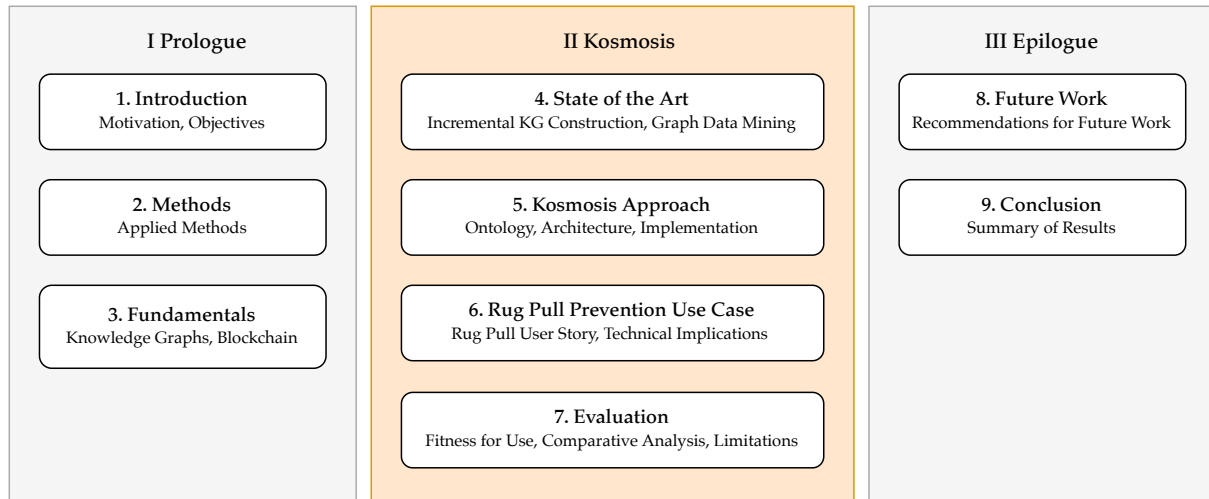 I Prologue
1. Introduction
Motivation, Objectives
2. Methods
Applied Methods
3. Fundamentals
Knowledge Graphs, Blockchain
II Kosmosis
4. State of the Art
Incremental KG Construction, Graph Data Mining
5. Kosmosis Approach
Ontology, Architecture, Implementation
6. Rug Pull Prevention Use Case
Rug Pull User Story, Technical Implications
7. Evaluation
Fitness for Use, Comparative Analysis, Limitations
III Epilogue
8. Future Work
Recommendations for Future Work
9. Conclusion
Summary of Results